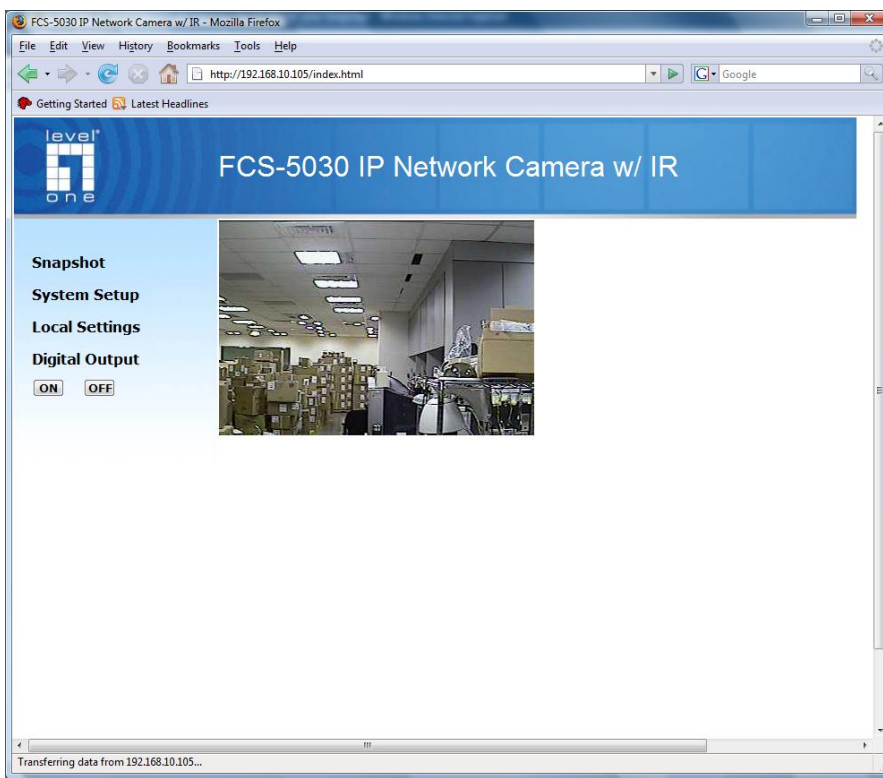 FCS-5030 IP Network Camera w/ IR - Mozilla Firefox
File Edit View History Bookmarks Tools Help
http://192.168.10.105/index.html
G Google
Getting Started Latest Headlines
level
one
FCS-5030 IP Network Camera w/ IR
Snapshot
System Setup
Local Settings
Digital Output
ON OFF
Transferring data from 192.168.10.105...